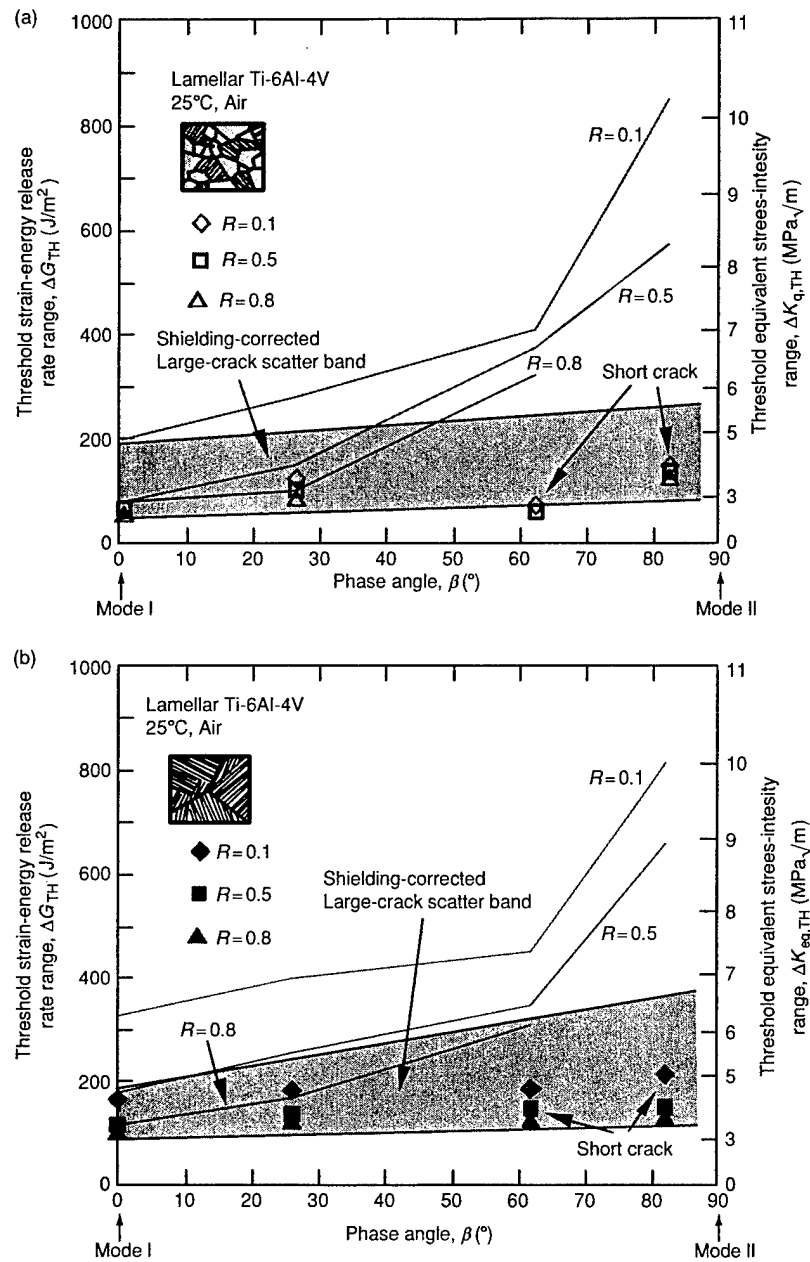 (a)
1000
800
600
400
200
0
Threshold strain-energy release
rate range, ΔG_TH (J/m²)
Lamellar Ti-6Al-4V
25°C, Air
R=0.1
R=0.5
R=0.8
Shielding-corrected
Large-crack scatter band
R=0.1
R=0.5
R=0.8
Short crack
11
10
9
8
7
6
5
3
0
Threshold equivalent strees-intesity
range, ΔK_q,TH (MPa√m)
0 10 20 30 40 50 60 70 80 90
Phase angle, β(°)
Mode I
Mode II
(b)
1000
800
600
400
200
0
Threshold strain-energy release
rate range, ΔG_TH (J/m²)
Lamellar Ti-6Al-4V
25°C, Air
R=0.1
R=0.5
R=0.8
Shielding-corrected
Large-crack scatter band
R=0.1
R=0.5
R=0.8
Short crack
11
10
9
8
7
6
5
3
0
Threshold equivalent strees-intesity
range, ΔK_eq,TH (MPa√m)
0 10 20 30 40 50 60 70 80 90
Phase angle, β(°)
Mode I
Mode II